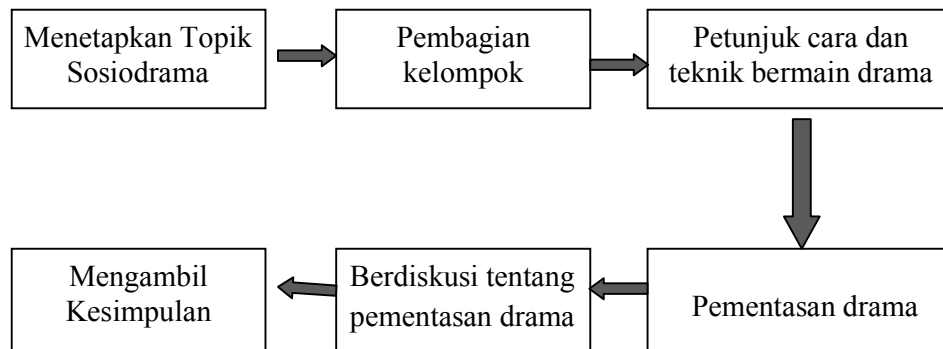 Menetapkan Topik
Sosiodrama
Pembagian
kelompok
Petunjuk cara dan
teknik bermain drama
Mengambil
Kesimpulan
Berdiskusi tentang
pementasan drama
Pementasan drama